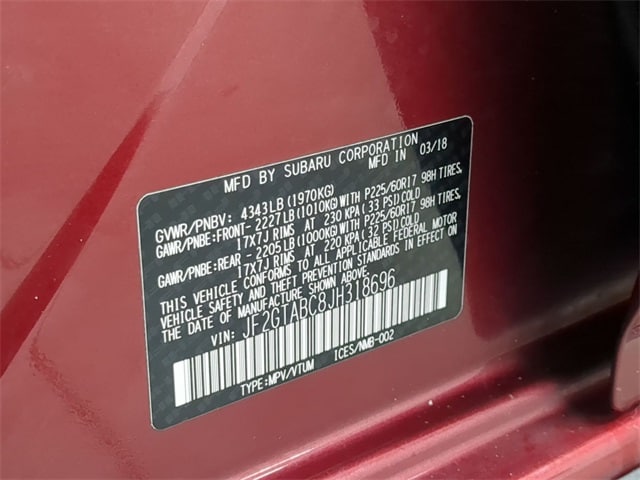 MFD BY SUBARU CORPORATION
MFD IN 03/18
GVWR/PNBV: 4343LB(1970KG)
GAWR/PNBE:FRONT- 2227LB(1010KG)WITH P225/60R17 98H TIRES.
17X7J RIMS AT 230 KPA(33 PSI)COLD
GAWR/PNBE:REAR - 2205LB(1000KG)WITH P225/60R17 98H TIRES.
17X7J RIMS AT 220 KPA(32 PSI)COLD
THIS VEHICLE CONFORMS TO ALL APPLICABLE FEDERAL MOTOR
VEHICLE SAFETY AND THEFT PREVENTION STANDARDS IN EFFECT
ON THE DATE OF MANUFACTURE SHOWN ABOVE.
VIN: JF2GTABC8JH318696
TYPE:MPV/VTUM ICES/NMB-002